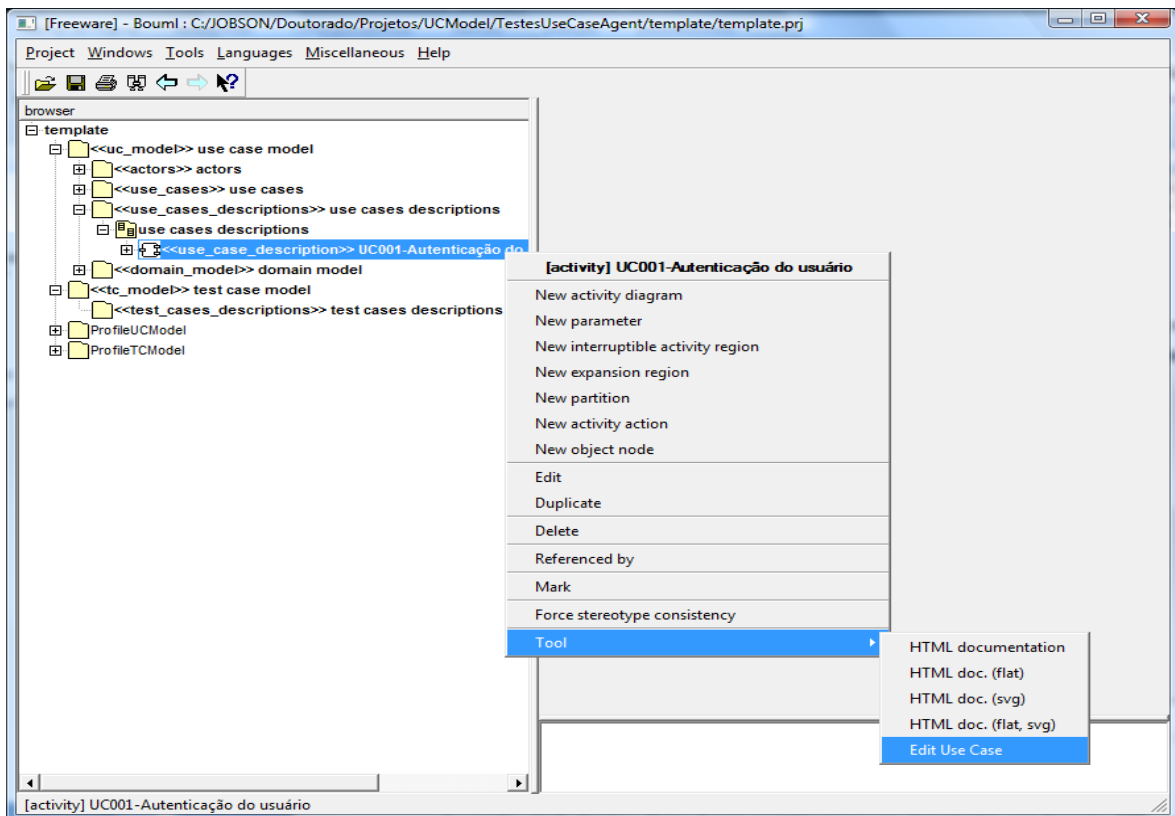 [Freeware] - Bouml : C:/JOBSON/Doutorado/Projetos/UCModel/TestesUseCaseAgent/template/template.prj
Project Windows Tools Languages Miscellaneous Help
browser
template
<<uc_model>> use case model
<<actors>> actors
<<use_cases>> use cases
<<use_cases_descriptions>> use cases descriptions
use cases descriptions
<<use_case_description>> UC001-Autenticação do
<<domain_model>> domain model
<<tc_model>> test case model
<<test_cases_descriptions>> test cases descriptions
ProfileUCModel
ProfileTCModel
[activity] UC001-Autenticação do usuário
New activity diagram
New parameter
New interruptible activity region
New expansion region
New partition
New activity action
New object node
Edit
Duplicate
Delete
Referenced by
Mark
Force stereotype consistency
Tool
HTML documentation
HTML doc. (flat)
HTML doc. (svg)
HTML doc. (flat, svg)
Edit Use Case
[activity] UC001-Autenticação do usuário